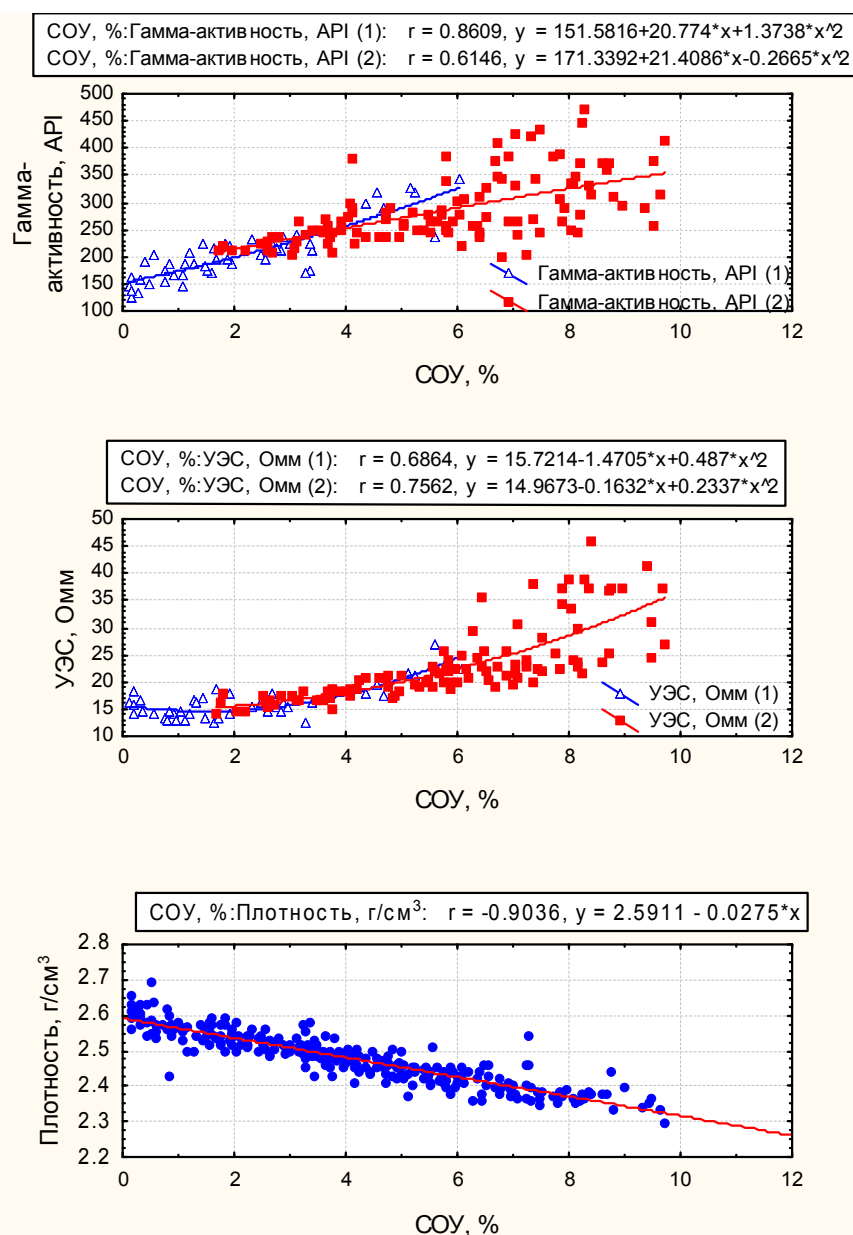 СОУ, %:Гамма-активность, API (1): r = 0.8609, y = 151.5816+20.774*x+1.3738*x^2
СОУ, %:Гамма-активность, API (2): r = 0.6146, y = 171.3392+21.4086*x-0.2665*x^2
500
450
400
350
300
250
200
150
100
Гамма-
активность, API
Гамма-активность, API (1)
Гамма-активность, API (2)
0 2 4 6 8 10 12
СОУ, %
СОУ, %:УЭС, Омм (1): r = 0.6864, y = 15.7214-1.4705*x+0.487*x^2
СОУ, %:УЭС, Омм (2): r = 0.7562, y = 14.9673-0.1632*x+0.2337*x^2
50
45
40
35
30
25
20
15
10
УЭС, Омм
УЭС, Омм (1)
УЭС, Омм (2)
0 2 4 6 8 10 12
СОУ, %
СОУ, %:Плотность, г/см³: r = -0.9036, y = 2.5911 - 0.0275*x
2.8
2.7
2.6
2.5
2.4
2.3
2.2
Плотность, г/см³
0 2 4 6 8 10 12
СОУ, %